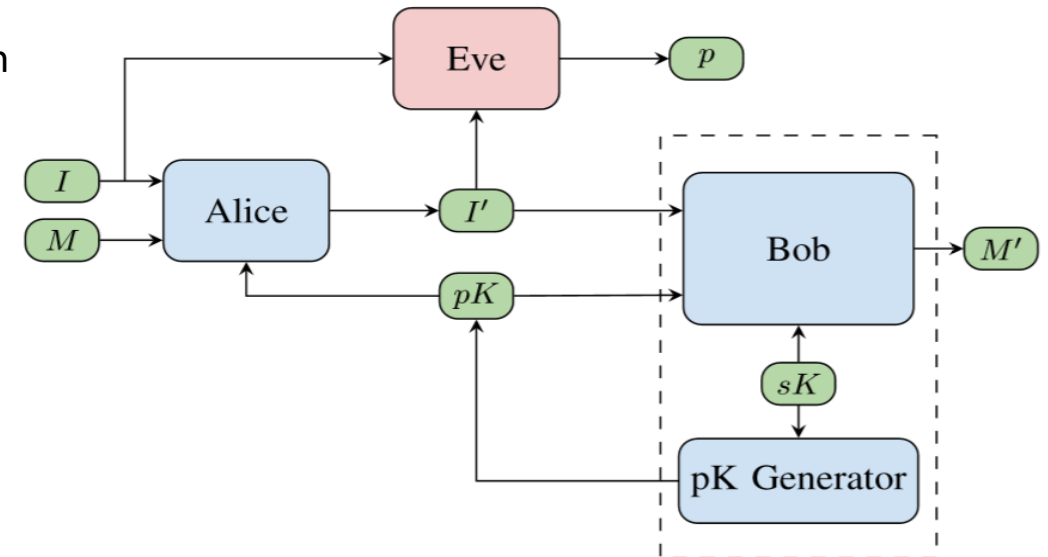 n
Eve
p
I
Alice
M
I′
Bob
M′
pK
sK
pK Generator